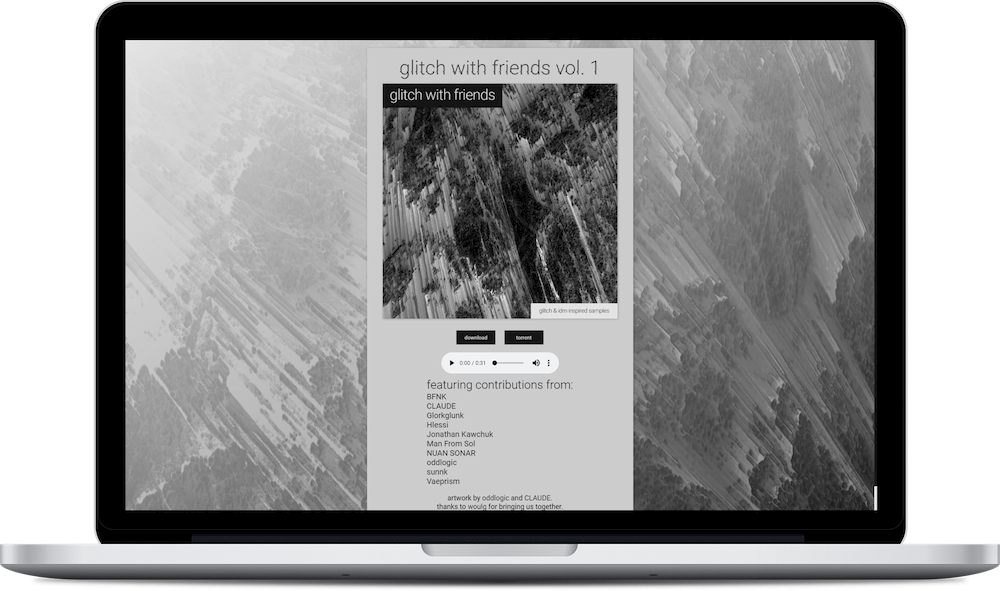 glitch with friends vol. 1
glitch with friends
glitch & idm inspired samples
download torrent
0:00 / 0:31
featuring contributions from:
BFNK
CLAUDE
Glorkglunk
Hlessi
Jonathan Kawchuk
Man From Sol
NUAN SONAR
oddlogic
sunnk
Vaeprism
artwork by oddlogic and CLAUDE.
thanks to woulg for bringing us together.